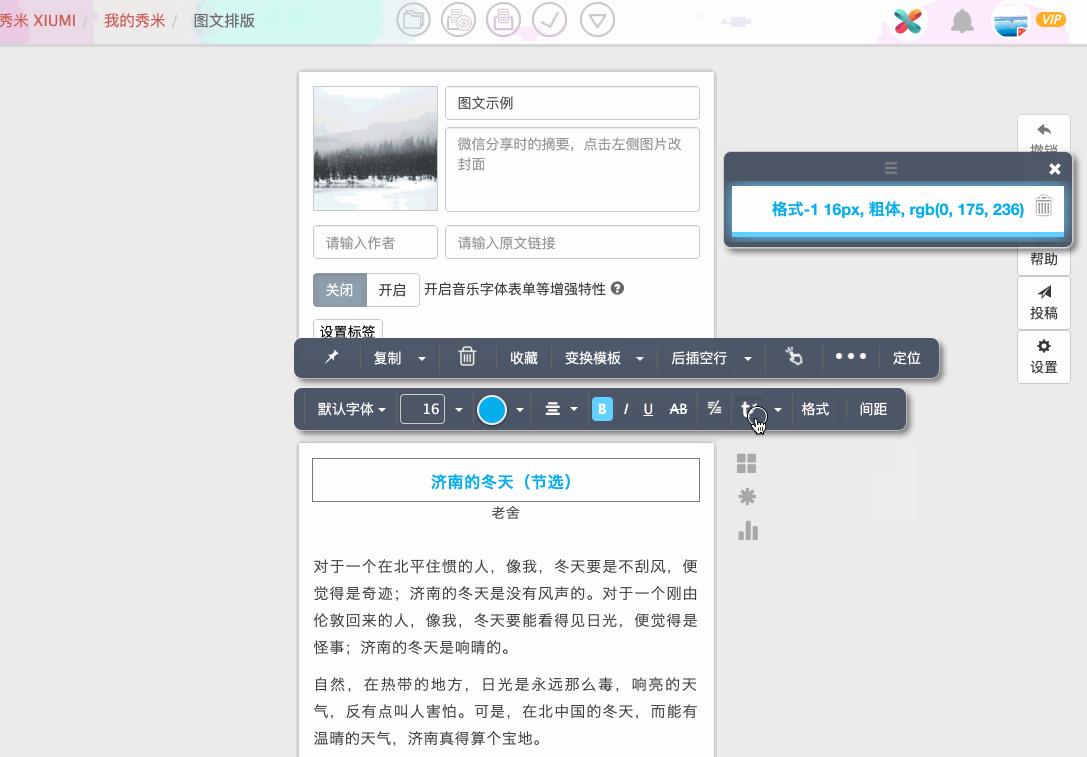 秀米 XIUMI / 我的秀米 / 图文排版
VIP
图文示例
微信分享时的摘要，点击左侧图片改
封面
请输入作者
请输入原文链接
关闭 开启 开启音乐字体表单等增强特性 ?
设置标签
撤销
格式-1 16px, 粗体, rgb(0, 175, 236)
帮助
投稿
设置
复制 收藏 变换模板 后插空行 定位
默认字体 16 B I U AB 格式 间距
济南的冬天（节选）
老舍
对于一个在北平住惯的人，像我，冬天要是不刮风，便
觉得是奇迹；济南的冬天是没有风声的。对于一个刚由
伦敦回来的人，像我，冬天要能看得见日光，便觉得是
怪事；济南的冬天是响晴的。
自然，在热带的地方，日光是永远那么毒，响亮的天
气，反有点叫人害怕。可是，在北中国的冬天，而能有
温晴的天气，济南真得算个宝地。